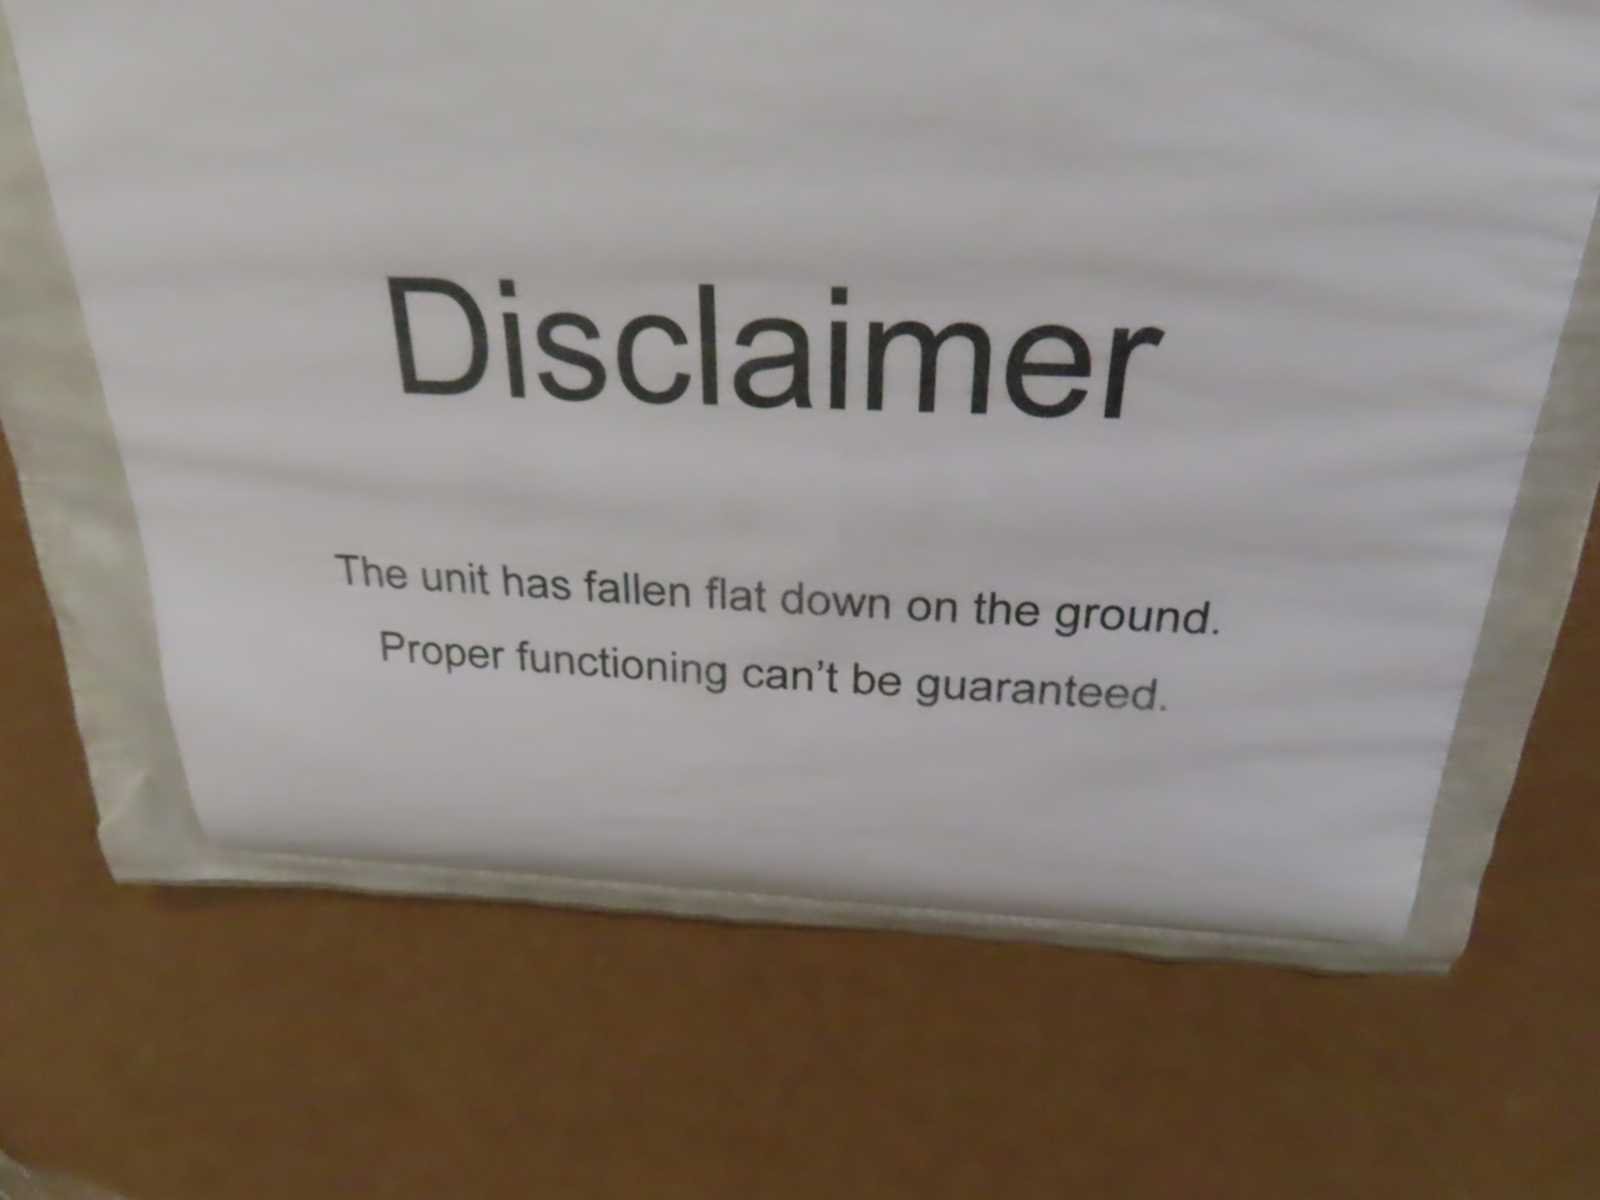 Disclaimer
The unit has fallen flat down on the ground.
Proper functioning can’t be guaranteed.